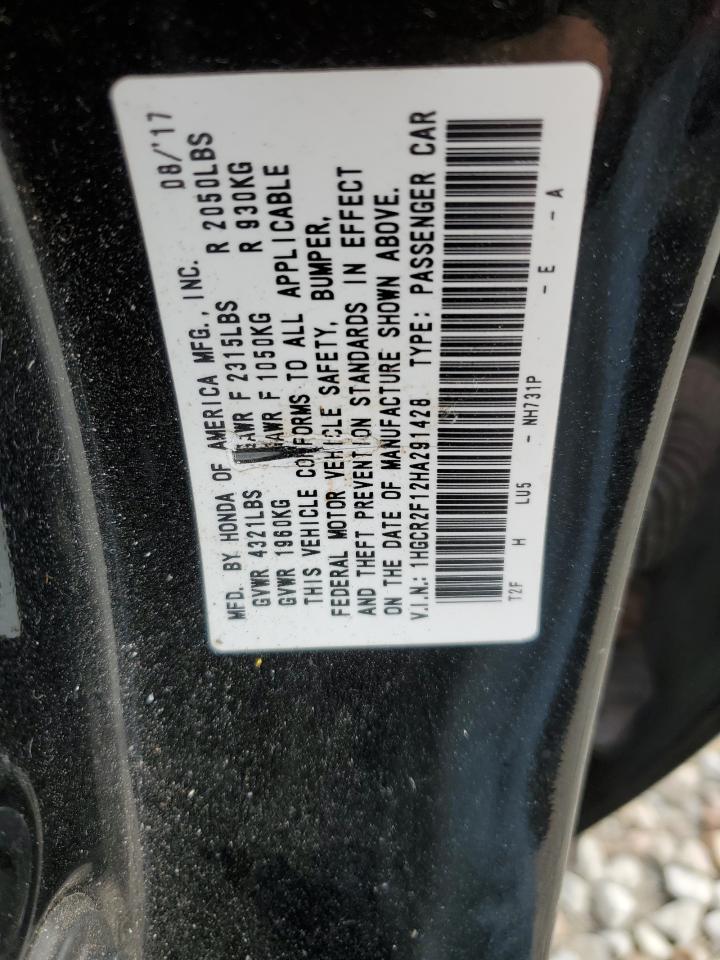 MFD. BY HONDA OF AMERICA MFG., INC. 08/'17
GVWR 4321LBS GAWR F 2315LBS R 2050LBS
GVWR 1960KG GAWR F 1050KG R 930KG
THIS VEHICLE CONFORMS TO ALL APPLICABLE
FEDERAL MOTOR VEHICLE SAFETY, BUMPER,
AND THEFT PREVENTION STANDARDS IN EFFECT
ON THE DATE OF MANUFACTURE SHOWN ABOVE.
V.I.N.: 1HGCR2F12HA291428 TYPE: PASSENGER CAR
T2F H LU5 - NH731P - E - A